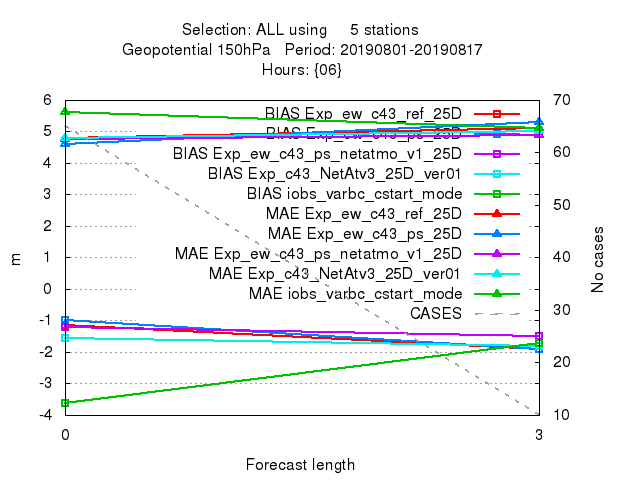 Selection: ALL using     5 stations
Geopotential 150hPa   Period: 20190801-20190817
Hours: {06}
6
5
4
3
2
1
0
-1
-2
-3
-4
m
BIAS Exp_ew_c43_ref_25D
BIAS Exp_ew_c43_ps_25D
BIAS Exp_ew_c43_ps_netatmo_v1_25D
BIAS Exp_c43_NetAtv3_25D_ver01
BIAS iobs_varbc_cstart_mode
MAE Exp_ew_c43_ref_25D
MAE Exp_ew_c43_ps_25D
MAE Exp_ew_c43_ps_netatmo_v1_25D
MAE Exp_c43_NetAtv3_25D_ver01
MAE iobs_varbc_cstart_mode
CASES
70
60
50
40
30
20
10
No cases
0
3
Forecast length